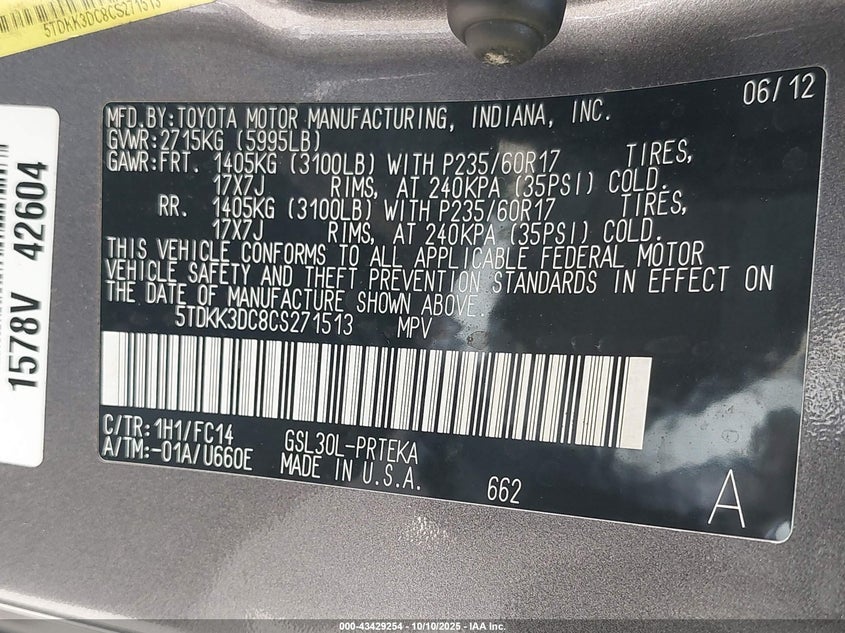 5TDKK3DC8CS271513
1578V 42604
06/12
MFD.BY:TOYOTA MOTOR MANUFACTURING, INDIANA, INC.
GVWR:2715KG (5995LB)
GAWR:FRT. 1405KG (3100LB) WITH P235/60R17 TIRES,
17X7J RIMS, AT 240KPA (35PSI) COLD.
RR. 1405KG (3100LB) WITH P235/60R17 TIRES,
17X7J RIMS, AT 240KPA (35PSI) COLD.
THIS VEHICLE CONFORMS TO ALL APPLICABLE FEDERAL MOTOR
VEHICLE SAFETY AND THEFT PREVENTION STANDARDS IN EFFECT ON
THE DATE OF MANUFACTURE SHOWN ABOVE.
5TDKK3DC8CS271513 MPV
C/TR: 1H1/FC14 GSL30L-PRTEKA
A/TM:-01A/U660E MADE IN U.S.A. 662 A
000-43429254 - 10/10/2025 - IAA Inc.